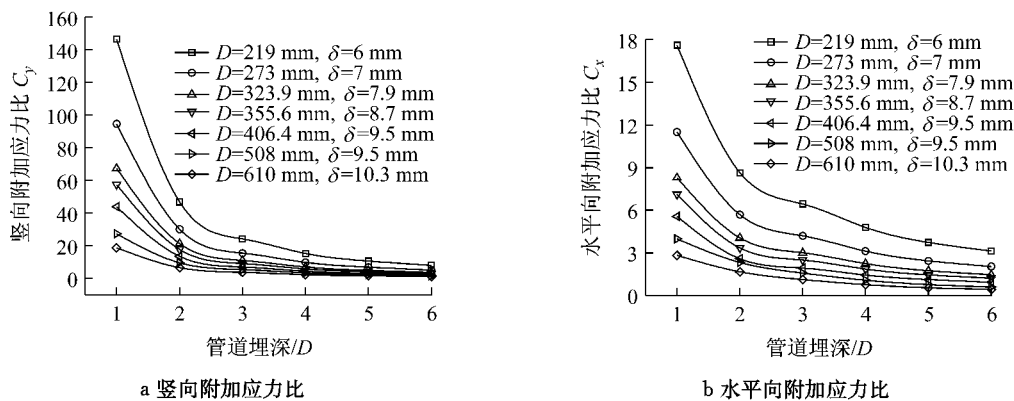 160
140
120
100
80
60
40
20
0
竖向附加应力比 Cy
D=219 mm, δ=6 mm
D=273 mm, δ=7 mm
D=323.9 mm, δ=7.9 mm
D=355.6 mm, δ=8.7 mm
D=406.4 mm, δ=9.5 mm
D=508 mm, δ=9.5 mm
D=610 mm, δ=10.3 mm
1 2 3 4 5 6
管道埋深/D
a 竖向附加应力比
18
15
12
9
6
3
0
水平向附加应力比 Cx
D=219 mm, δ=6 mm
D=273 mm, δ=7 mm
D=323.9 mm, δ=7.9 mm
D=355.6 mm, δ=8.7 mm
D=406.4 mm, δ=9.5 mm
D=508 mm, δ=9.5 mm
D=610 mm, δ=10.3 mm
1 2 3 4 5 6
管道埋深/D
b 水平向附加应力比